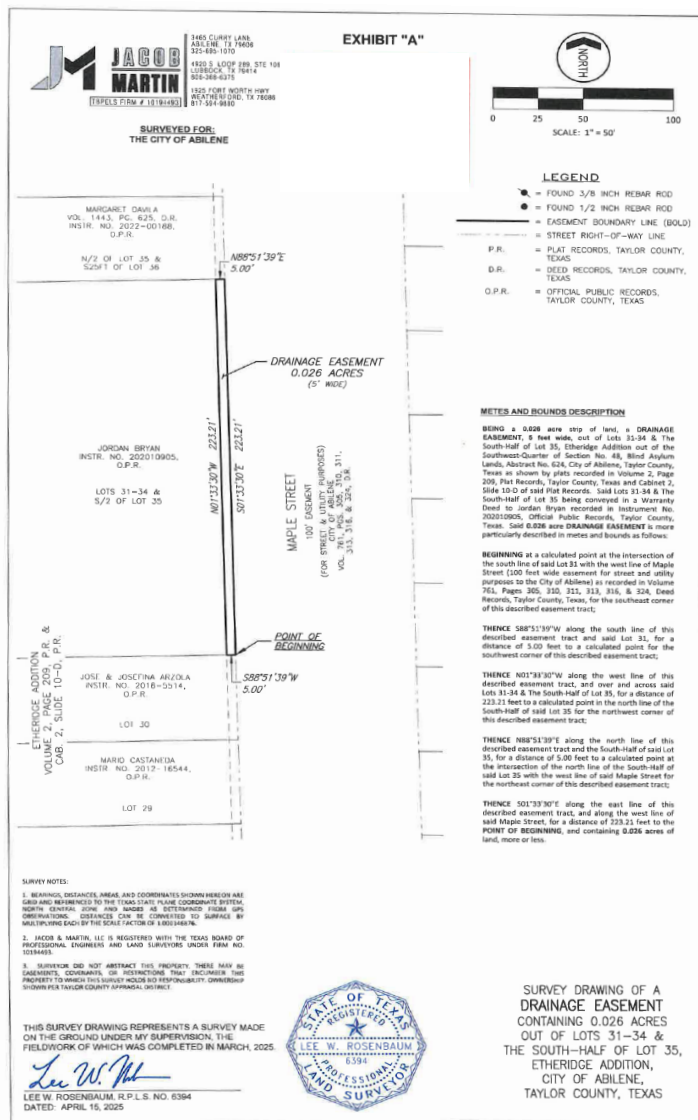 EXHIBIT "A"
JM
JACOB
MARTIN
TBPELS FIRM # 10194493
3465 CURRY LANE
ABILENE, TX 79606
325-695-1070
4920 S. LOOP 289, STE 106
LUBBOCK, TX 79414
806-368-6375
1925 FORT WORTH HWY
WEATHERFORD, TX 76086
817-594-9880
SURVEYED FOR:
THE CITY OF ABILENE
NORTH
0 25 50 100
SCALE: 1" = 50'
LEGEND
= FOUND 3/8 INCH REBAR ROD
= FOUND 1/2 INCH REBAR ROD
= EASEMENT BOUNDARY LINE (BOLD)
= STREET RIGHT-OF-WAY LINE
P.R. = PLAT RECORDS, TAYLOR COUNTY,
TEXAS
D.R. = DEED RECORDS, TAYLOR COUNTY,
TEXAS
O.P.R. = OFFICIAL PUBLIC RECORDS,
TAYLOR COUNTY, TEXAS
MARGARET DAVILA
VOL. 1443, PG. 625, D.R.
INSTR. NO. 2022-00188,
O.P.R.
N/2 OF LOT 35 &
S25FT OF LOT 36
N88°51'39"E
5.00'
DRAINAGE EASEMENT
0.026 ACRES
(5' WIDE)
N01°33'30"W 223.21'
S01°33'30"E 223.21'
JORDAN BRYAN
INSTR. NO. 202010905,
O.P.R.
LOTS 31-34 &
S/2 OF LOT 35
MAPLE STREET
100' EASEMENT
(FOR STREET & UTILITY PURPOSES)
CITY OF ABILENE
VOL. 761, PGS. 305, 310, 311,
313, 316, & 324, D.R.
POINT OF
BEGINNING
S88°51'39"W
5.00'
ETHERIDGE ADDITION
VOLUME 2, PAGE 209, P.R. &
CAB. 2, SLIDE 10-D, P.R.
JOSE & JOSEFINA ARZOLA
INSTR. NO. 2018-5514,
O.P.R.
LOT 30
MARIO CASTANEDA
INSTR. NO. 2012-16544,
O.P.R.
LOT 29
METES AND BOUNDS DESCRIPTION
BEING a 0.026 acre strip of land, a DRAINAGE
EASEMENT, 5 feet wide, out of Lots 31-34 & The
South-Half of Lot 35, Etheridge Addition out of the
Southwest-Quarter of Section No. 48, Blind Asylum
Lands, Abstract No. 624, City of Abilene, Taylor County,
Texas as shown by plats recorded in Volume 2, Page
209, Plat Records, Taylor County, Texas and Cabinet 2,
Slide 10-D of said Plat Records. Said Lots 31-34 & The
South-Half of Lot 35 being conveyed in a Warranty
Deed to Jordan Bryan recorded in Instrument No.
202010905, Official Public Records, Taylor County,
Texas. Said 0.026 acre DRAINAGE EASEMENT is more
particularly described in metes and bounds as follows:
BEGINNING at a calculated point at the intersection of
the south line of said Lot 31 with the west line of Maple
Street (100 feet wide easement for street and utility
purposes to the City of Abilene) as recorded in Volume
761, Pages 305, 310, 311, 313, 316, & 324, Deed
Records, Taylor County, Texas, for the southeast corner
of this described easement tract;
THENCE S88°51'39"W along the south line of this
described easement tract and said Lot 31, for a
distance of 5.00 feet to a calculated point for the
southwest corner of this described easement tract;
THENCE N01°33'30"W along the west line of this
described easement tract, and over and across said
Lots 31-34 & The South-Half of Lot 35, for a distance of
223.21 feet to a calculated point in the north line of the
South-Half of said Lot 35 for the northwest corner of
this described easement tract;
THENCE N88°51'39"E along the north line of this
described easement tract and the South-Half of said Lot
35, for a distance of 5.00 feet to a calculated point at
the intersection of the north line of the South-Half of
said Lot 35 with the west line of said Maple Street for
the northeast corner of this described easement tract;
THENCE S01°33'30"E along the east line of this
described easement tract, and along the west line of
said Maple Street, for a distance of 223.21 feet to the
POINT OF BEGINNING, and containing 0.026 acres of
land, more or less.
SURVEY NOTES:
1. BEARINGS, DISTANCES, AREAS, AND COORDINATES SHOWN HEREON ARE
GRID AND REFERENCED TO THE TEXAS STATE PLANE COORDINATE SYSTEM,
NORTH CENTRAL ZONE AND NAD83 AS DETERMINED FROM GPS
OBSERVATIONS. DISTANCES CAN BE CONVERTED TO SURFACE BY
MULTIPLYING EACH BY THE SCALE FACTOR OF
2. JACOB & MARTIN, LLC IS REGISTERED WITH THE TEXAS BOARD OF
PROFESSIONAL ENGINEERS AND LAND SURVEYORS UNDER FIRM NO.
10194493.
3. SURVEYOR DID NOT ABSTRACT THIS PROPERTY. THERE MAY BE
EASEMENTS, COVENANTS, OR RESTRICTIONS THAT ENCUMBER THIS
PROPERTY TO WHICH THIS SURVEY HOLDS NO RESPONSIBILITY. OWNERSHIP
SHOWN PER TAYLOR COUNTY APPRAISAL DISTRICT.
THIS SURVEY DRAWING REPRESENTS A SURVEY MADE
ON THE GROUND UNDER MY SUPERVISION, THE
FIELDWORK OF WHICH WAS COMPLETED IN MARCH, 2025.
LEE W. ROSENBAUM, R.P.L.S. NO. 6394
DATED: APRIL 15, 2025
STATE OF TEXAS
REGISTERED
LEE W. ROSENBAUM
6394
PROFESSIONAL
LAND SURVEYOR
SURVEY DRAWING OF A
DRAINAGE EASEMENT
CONTAINING 0.026 ACRES
OUT OF LOTS 31-34 &
THE SOUTH-HALF OF LOT 35,
ETHERIDGE ADDITION,
CITY OF ABILENE,
TAYLOR COUNTY, TEXAS